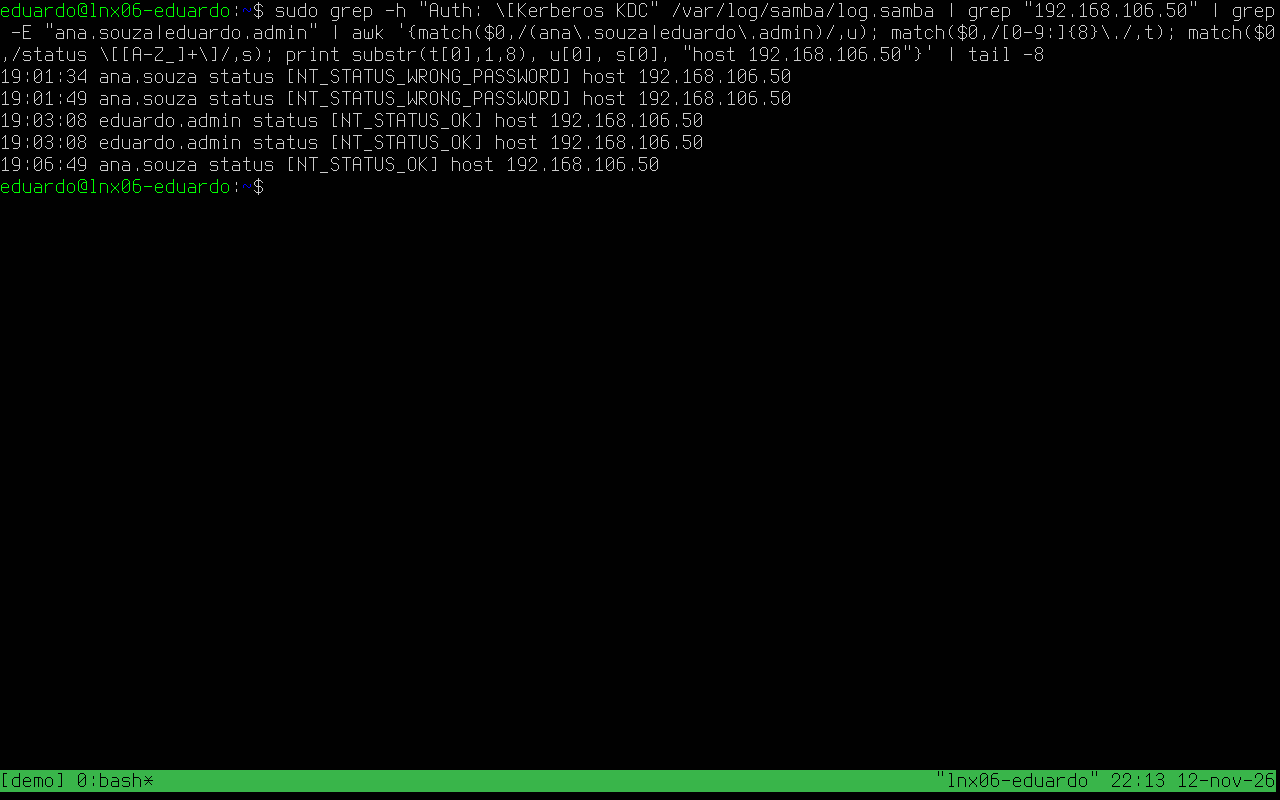 eduardo@lnx06-eduardo:~$ sudo grep -h "Auth: \[Kerberos KDC" /var/log/samba/log.samba | grep "192.168.106.50" | grep
 -E "ana.souza|eduardo.admin" | awk '{match($0,/(ana\.souza|eduardo\.admin)/,u); match($0,/[0-9:]{8}\./,t); match($0
,/status \[[A-Z_]+\]/,s); print substr(t[0],1,8), u[0], s[0], "host 192.168.106.50"}' | tail -8
19:01:34 ana.souza status [NT_STATUS_WRONG_PASSWORD] host 192.168.106.50
19:01:49 ana.souza status [NT_STATUS_WRONG_PASSWORD] host 192.168.106.50
19:03:08 eduardo.admin status [NT_STATUS_OK] host 192.168.106.50
19:03:08 eduardo.admin status [NT_STATUS_OK] host 192.168.106.50
19:06:49 ana.souza status [NT_STATUS_OK] host 192.168.106.50
eduardo@lnx06-eduardo:~$
[demo] 0:bash* "lnx06-eduardo" 22:13 12-nov-26